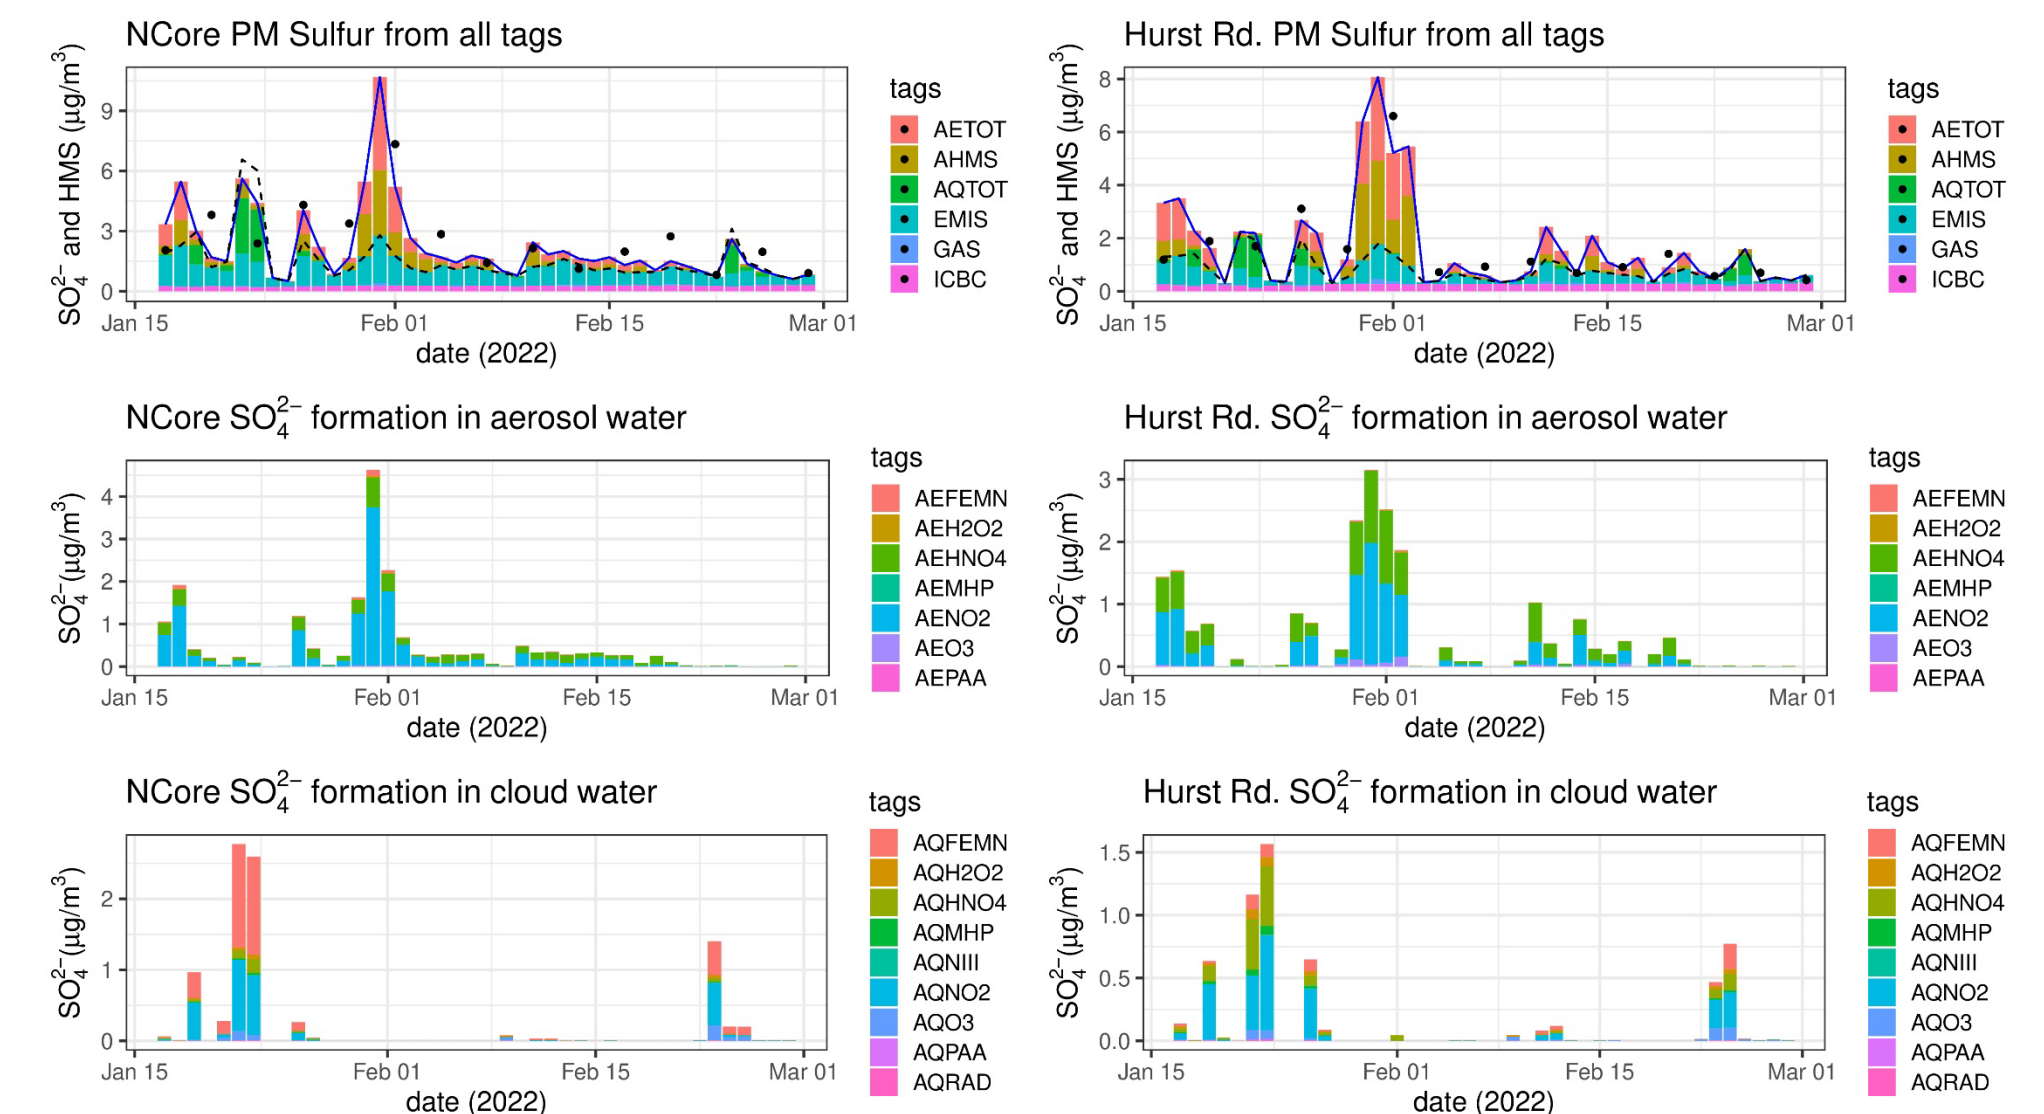 NCore PM Sulfur from all tags
SO₄²⁻ and HMS (μg/m³)
9
6
3
0
Jan 15 Feb 01 Feb 15 Mar 01
date (2022)
tags
AETOT
AHMS
AQTOT
EMIS
GAS
ICBC
Hurst Rd. PM Sulfur from all tags
SO₄²⁻ and HMS (μg/m³)
8
6
4
2
0
Jan 15 Feb 01 Feb 15 Mar 01
date (2022)
tags
AETOT
AHMS
AQTOT
EMIS
GAS
ICBC
NCore SO₄²⁻ formation in aerosol water
SO₄²⁻(μg/m³)
4
3
2
1
0
Jan 15 Feb 01 Feb 15 Mar 01
date (2022)
tags
AEFEMN
AEH2O2
AEHNO4
AEMHP
AENO2
AEO3
AEPAA
Hurst Rd. SO₄²⁻ formation in aerosol water
SO₄²⁻(μg/m³)
3
2
1
0
Jan 15 Feb 01 Feb 15 Mar 01
date (2022)
tags
AEFEMN
AEH2O2
AEHNO4
AEMHP
AENO2
AEO3
AEPAA
NCore SO₄²⁻ formation in cloud water
SO₄²⁻(μg/m³)
2
1
0
Jan 15 Feb 01 Feb 15 Mar 01
date (2022)
tags
AQFEMN
AQH2O2
AQHNO4
AQMHP
AQNIII
AQNO2
AQO3
AQPAA
AQRAD
Hurst Rd. SO₄²⁻ formation in cloud water
SO₄²⁻(μg/m³)
1.5
1.0
0.5
0.0
Jan 15 Feb 01 Feb 15 Mar 01
date (2022)
tags
AQFEMN
AQH2O2
AQHNO4
AQMHP
AQNIII
AQNO2
AQO3
AQPAA
AQRAD